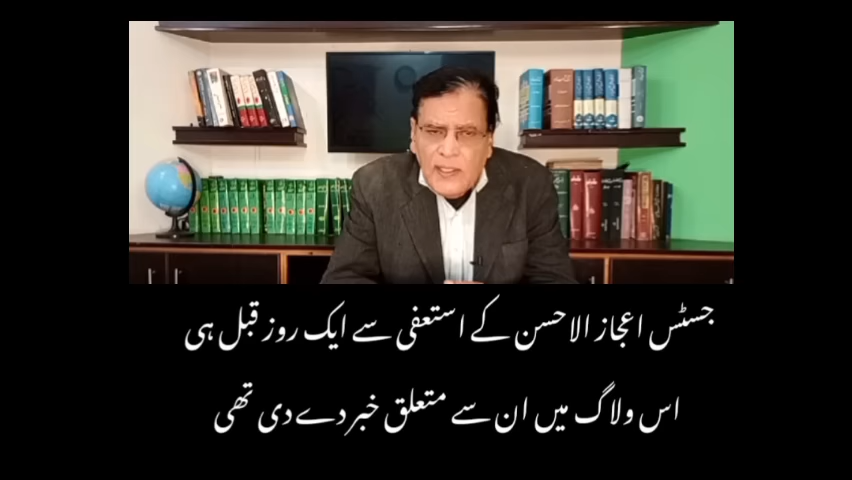 جسٹس اعجاز الاحسن کے استعفی سے ایک روز قبل ہی
اس ولاگ میں ان سے متعلق خبر دے دی تھی